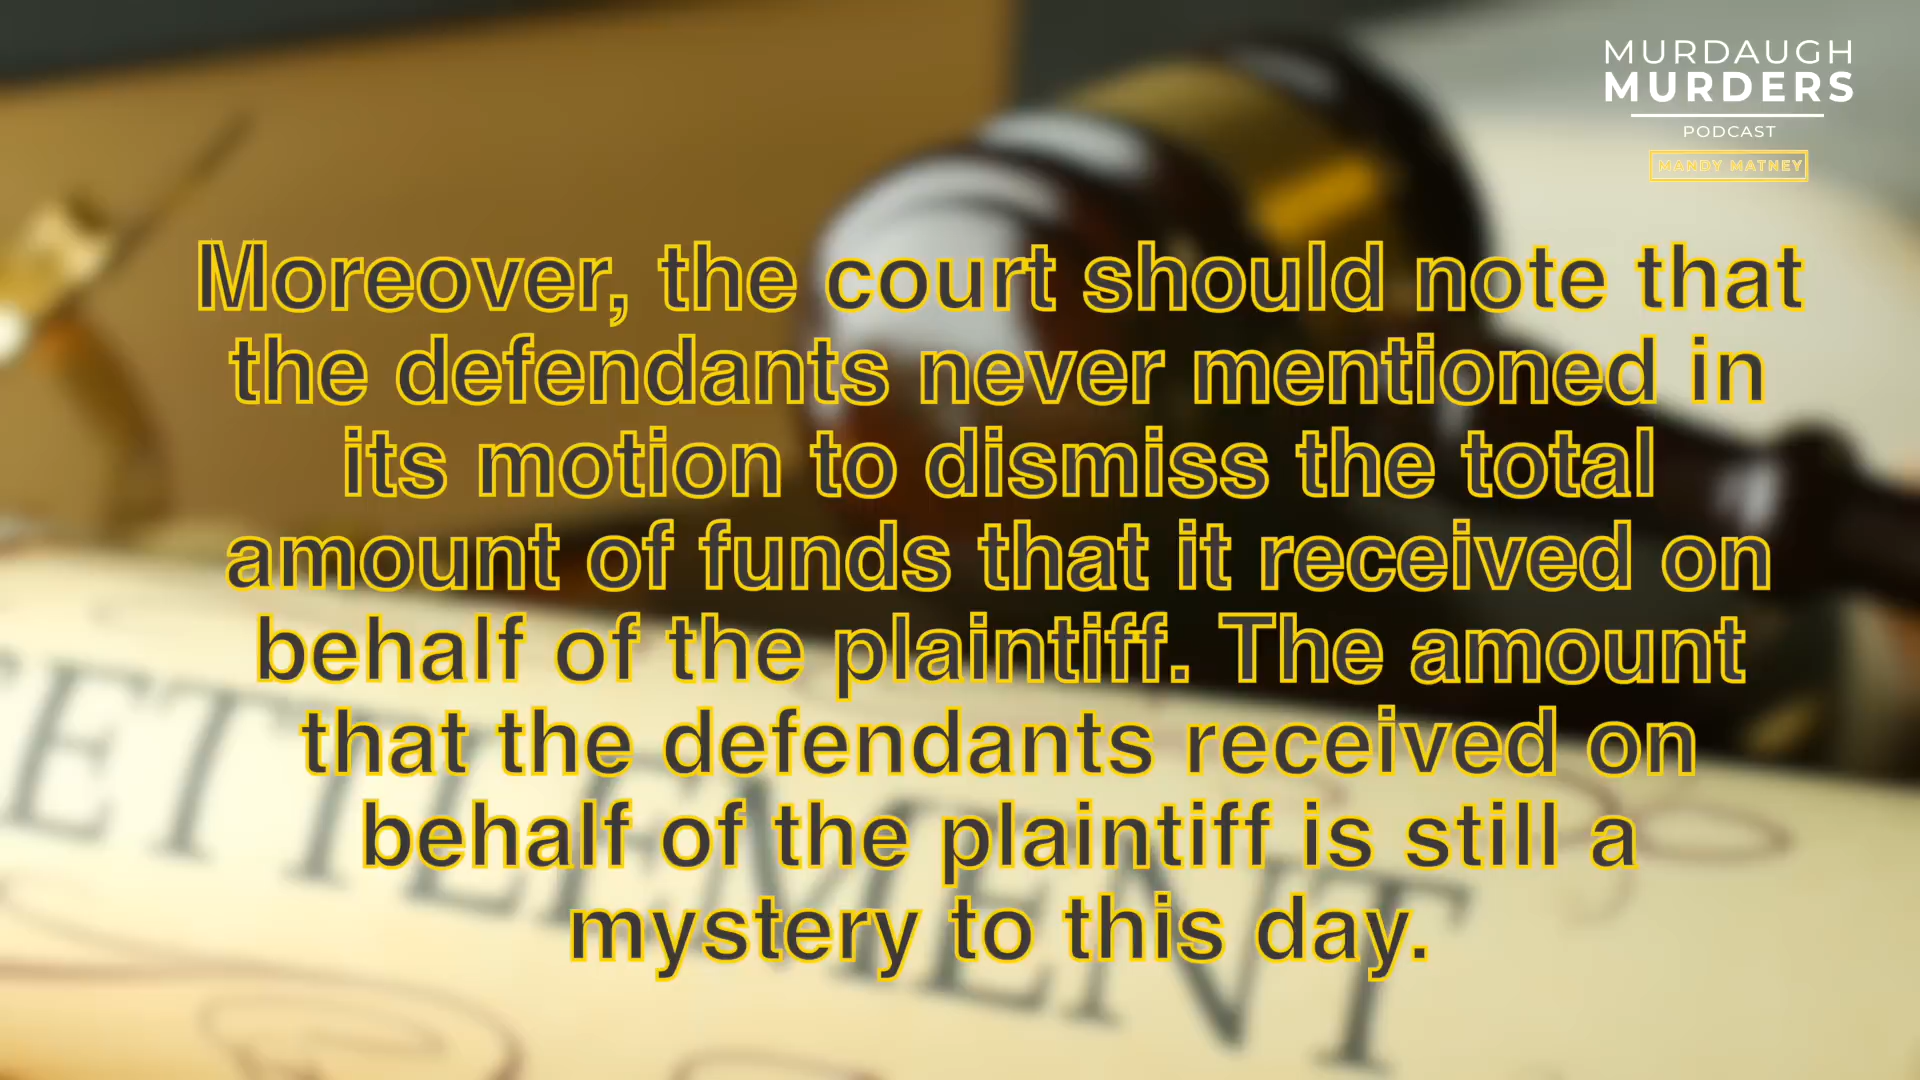 MURDAUGH
MURDERS
PODCAST
MANDY MATNEY
Moreover, the court should note that
the defendants never mentioned in
its motion to dismiss the total
amount of funds that it received on
behalf of the plaintiff. The amount
that the defendants received on
behalf of the plaintiff is still a
mystery to this day.
SETTLEMENT